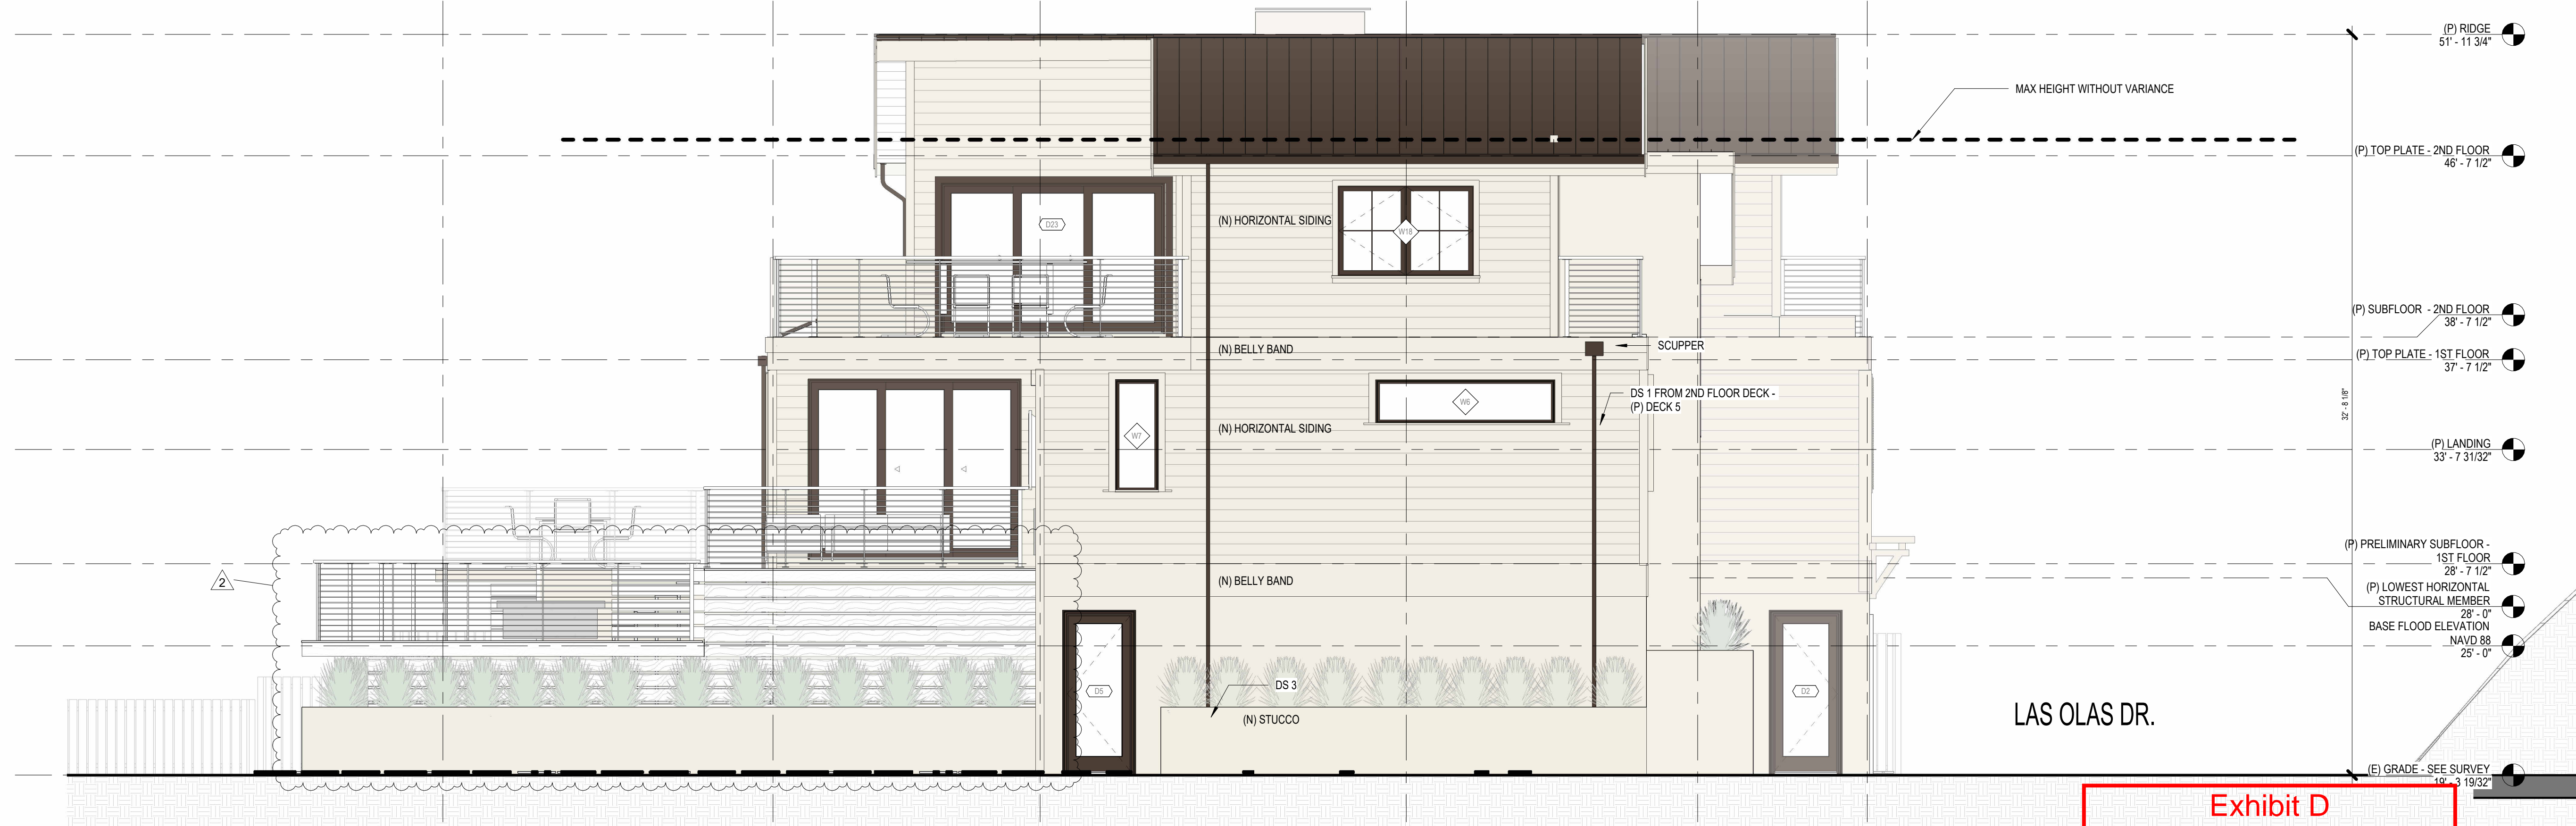 (P) RIDGE
51' - 11 3/4"
MAX HEIGHT WITHOUT VARIANCE
(P) TOP PLATE - 2ND FLOOR
46' - 7 1/2"
D23
(N) HORIZONTAL SIDING
W18
(P) SUBFLOOR - 2ND FLOOR
38' - 7 1/2"
(N) BELLY BAND
SCUPPER
(P) TOP PLATE - 1ST FLOOR
37' - 7 1/2"
DS 1 FROM 2ND FLOOR DECK -
(P) DECK 5
W6
W7
(N) HORIZONTAL SIDING
32' - 8 1/8"
(P) LANDING
33' - 7 31/32"
(P) PRELIMINARY SUBFLOOR -
1ST FLOOR
28' - 7 1/2"
2
(N) BELLY BAND
(P) LOWEST HORIZONTAL
STRUCTURAL MEMBER
28' - 0"
BASE FLOOD ELEVATION
NAVD 88
25' - 0"
DS 3
D5
D2
(N) STUCCO
LAS OLAS DR.
(E) GRADE - SEE SURVEY
19' - 3 19/32"
Exhibit D